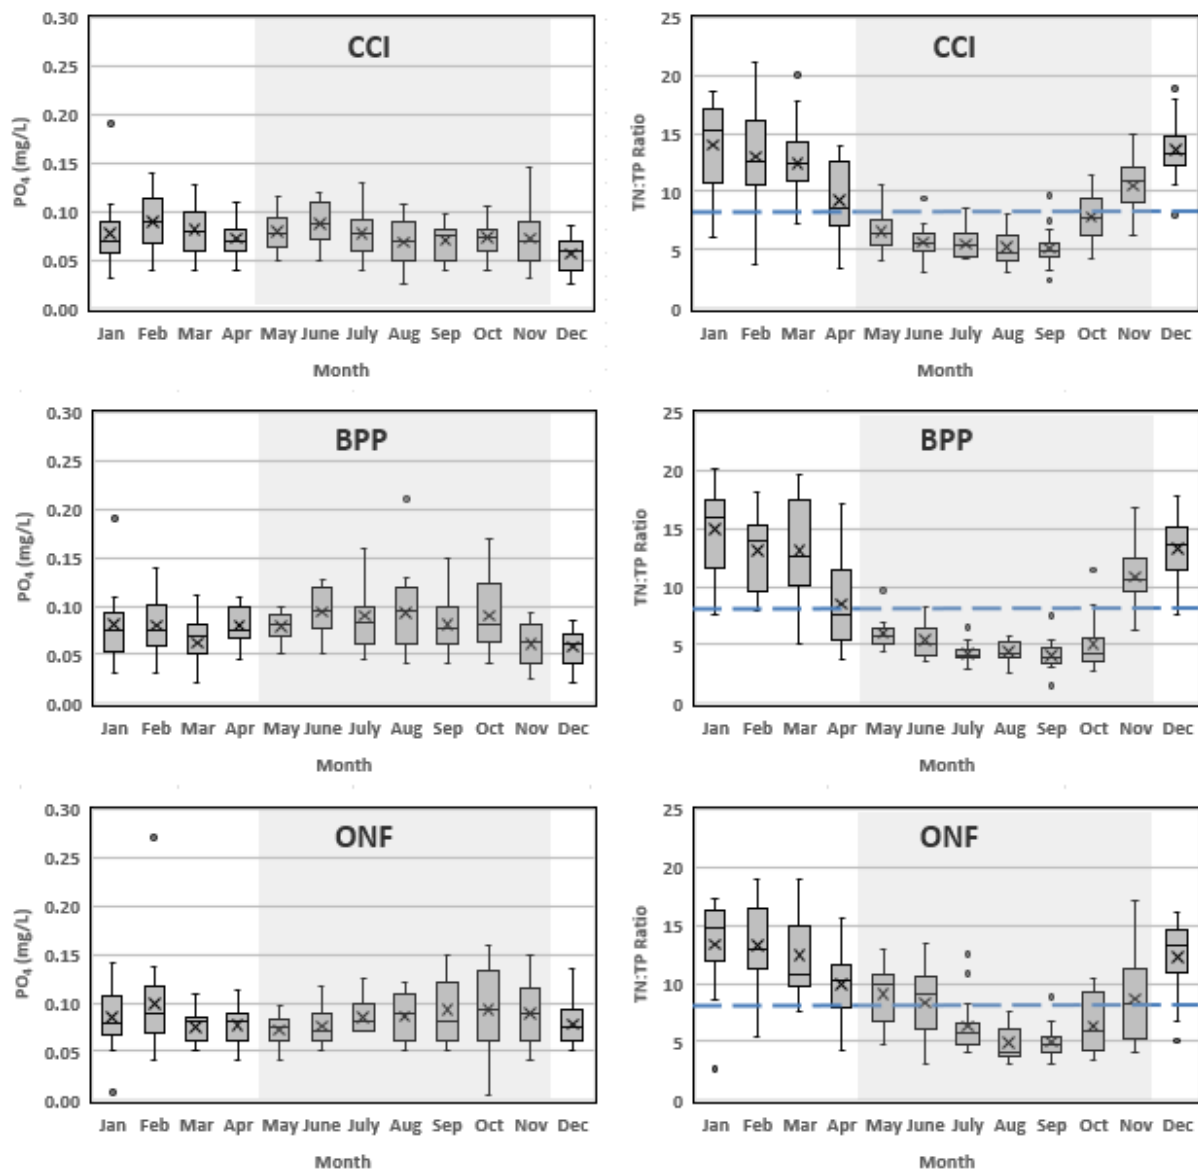 CCI
PO₄ (mg/L)
0.30
0.25
0.20
0.15
0.10
0.05
0.00
Jan Feb Mar Apr May June July Aug Sep Oct Nov Dec
Month
CCI
TN:TP Ratio
25
20
15
10
5
0
Jan Feb Mar Apr May Jun July Aug Sep Oct Nov Dec
Month
BPP
PO₄ (mg/L)
0.30
0.25
0.20
0.15
0.10
0.05
0.00
Jan Feb Mar Apr May June July Aug Sep Oct Nov Dec
Month
BPP
TN:TP Ratio
25
20
15
10
5
0
Jan Feb Mar Apr May Jun July Aug Sep Oct Nov Dec
Month
ONF
PO₄ (mg/L)
0.30
0.25
0.20
0.15
0.10
0.05
0.00
Jan Feb Mar Apr May June July Aug Sep Oct Nov Dec
Month
ONF
TN:TP Ratio
25
20
15
10
5
0
Jan Feb Mar Apr May Jun July Aug Sep Oct Nov Dec
Month